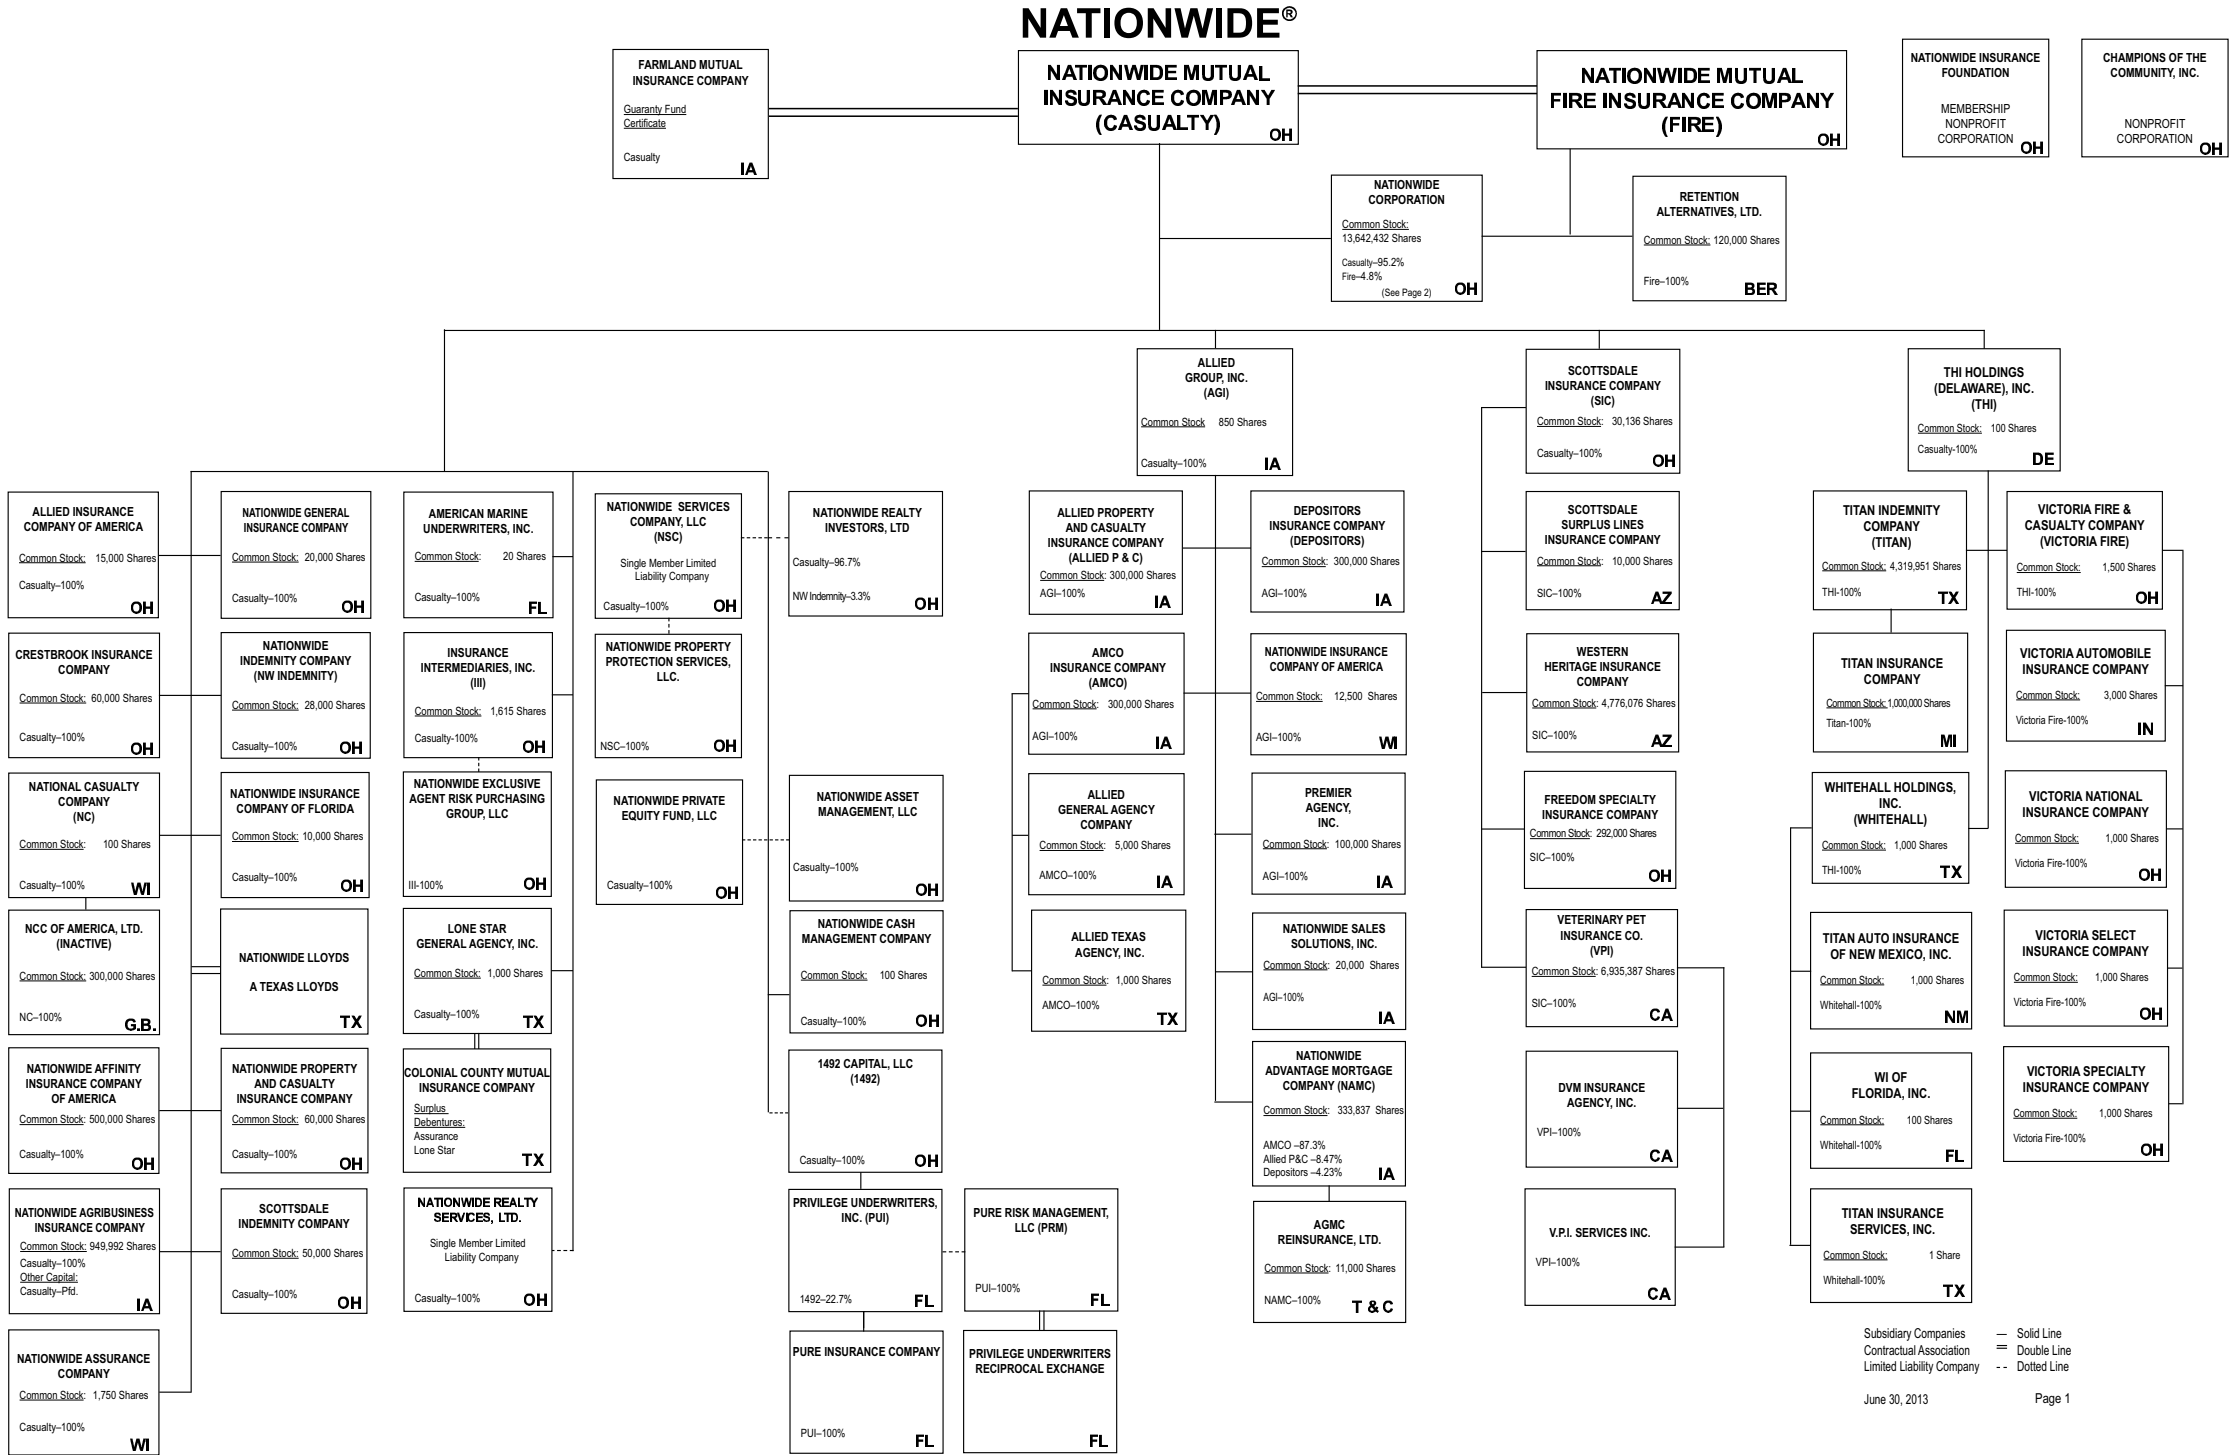 NATIONWIDE®
FARMLAND MUTUAL
INSURANCE COMPANY
Guaranty Fund
Certificate
Casualty
IA
NATIONWIDE MUTUAL
INSURANCE COMPANY
(CASUALTY)
OH
NATIONWIDE MUTUAL
FIRE INSURANCE COMPANY
(FIRE)
OH
NATIONWIDE INSURANCE
FOUNDATION
MEMBERSHIP
NONPROFIT
CORPORATION
OH
CHAMPIONS OF THE
COMMUNITY, INC.
NONPROFIT
CORPORATION
OH
NATIONWIDE
CORPORATION
Common Stock:
13,642,432 Shares
Casualty–95.2%
Fire–4.8%
(See Page 2)
OH
RETENTION
ALTERNATIVES, LTD.
Common Stock: 120,000 Shares
Fire–100%
BER
ALLIED
GROUP, INC.
(AGI)
Common Stock 850 Shares
Casualty–100%
IA
SCOTTSDALE
INSURANCE COMPANY
(SIC)
Common Stock: 30,136 Shares
Casualty–100%
OH
THI HOLDINGS
(DELAWARE), INC.
(THI)
Common Stock: 100 Shares
Casualty-100%
DE
ALLIED INSURANCE
COMPANY OF AMERICA
Common Stock: 15,000 Shares
Casualty–100%
OH
NATIONWIDE GENERAL
INSURANCE COMPANY
Common Stock: 20,000 Shares
Casualty–100%
OH
AMERICAN MARINE
UNDERWRITERS, INC.
Common Stock: 20 Shares
Casualty–100%
FL
NATIONWIDE SERVICES
COMPANY, LLC
(NSC)
Single Member Limited
Liability Company
Casualty–100%
OH
NATIONWIDE REALTY
INVESTORS, LTD
Casualty–96.7%
NW Indemnity–3.3%
OH
ALLIED PROPERTY
AND CASUALTY
INSURANCE COMPANY
(ALLIED P & C)
Common Stock: 300,000 Shares
AGI–100%
IA
DEPOSITORS
INSURANCE COMPANY
(DEPOSITORS)
Common Stock: 300,000 Shares
AGI–100%
IA
SCOTTSDALE
SURPLUS LINES
INSURANCE COMPANY
Common Stock: 10,000 Shares
SIC–100%
AZ
TITAN INDEMNITY
COMPANY
(TITAN)
Common Stock: 4,319,951 Shares
THI-100%
TX
VICTORIA FIRE &
CASUALTY COMPANY
(VICTORIA FIRE)
Common Stock: 1,500 Shares
THI-100%
OH
CRESTBROOK INSURANCE
COMPANY
Common Stock: 60,000 Shares
Casualty–100%
OH
NATIONWIDE
INDEMNITY COMPANY
(NW INDEMNITY)
Common Stock: 28,000 Shares
Casualty–100%
OH
INSURANCE
INTERMEDIARIES, INC.
(III)
Common Stock: 1,615 Shares
Casualty-100%
OH
NATIONWIDE PROPERTY
PROTECTION SERVICES,
LLC.
NSC–100%
OH
AMCO
INSURANCE COMPANY
(AMCO)
Common Stock: 300,000 Shares
AGI–100%
IA
NATIONWIDE INSURANCE
COMPANY OF AMERICA
Common Stock: 12,500 Shares
AGI–100%
WI
WESTERN
HERITAGE INSURANCE
COMPANY
Common Stock: 4,776,076 Shares
SIC–100%
AZ
TITAN INSURANCE
COMPANY
Common Stock: 1,000,000 Shares
Titan-100%
MI
VICTORIA AUTOMOBILE
INSURANCE COMPANY
Common Stock: 3,000 Shares
Victoria Fire-100%
IN
NATIONAL CASUALTY
COMPANY
(NC)
Common Stock: 100 Shares
Casualty–100%
WI
NATIONWIDE INSURANCE
COMPANY OF FLORIDA
Common Stock: 10,000 Shares
Casualty–100%
OH
NATIONWIDE EXCLUSIVE
AGENT RISK PURCHASING
GROUP, LLC
III-100%
OH
NATIONWIDE PRIVATE
EQUITY FUND, LLC
Casualty–100%
OH
NATIONWIDE ASSET
MANAGEMENT, LLC
Casualty–100%
OH
ALLIED
GENERAL AGENCY
COMPANY
Common Stock: 5,000 Shares
AMCO–100%
IA
PREMIER
AGENCY,
INC.
Common Stock: 100,000 Shares
AGI–100%
IA
FREEDOM SPECIALTY
INSURANCE COMPANY
Common Stock: 292,000 Shares
SIC–100%
OH
WHITEHALL HOLDINGS,
INC.
(WHITEHALL)
Common Stock: 1,000 Shares
THI-100%
TX
VICTORIA NATIONAL
INSURANCE COMPANY
Common Stock: 1,000 Shares
Victoria Fire-100%
OH
NCC OF AMERICA, LTD.
(INACTIVE)
Common Stock: 300,000 Shares
NC–100%
G.B.
NATIONWIDE LLOYDS
A TEXAS LLOYDS
TX
LONE STAR
GENERAL AGENCY, INC.
Common Stock: 1,000 Shares
Casualty–100%
TX
NATIONWIDE CASH
MANAGEMENT COMPANY
Common Stock: 100 Shares
Casualty–100%
OH
ALLIED TEXAS
AGENCY, INC.
Common Stock: 1,000 Shares
AMCO–100%
TX
NATIONWIDE SALES
SOLUTIONS, INC.
Common Stock: 20,000 Shares
AGI–100%
IA
VETERINARY PET
INSURANCE CO.
(VPI)
Common Stock: 6,935,387 Shares
SIC–100%
CA
TITAN AUTO INSURANCE
OF NEW MEXICO, INC.
Common Stock: 1,000 Shares
Whitehall-100%
NM
VICTORIA SELECT
INSURANCE COMPANY
Common Stock: 1,000 Shares
Victoria Fire-100%
OH
NATIONWIDE AFFINITY
INSURANCE COMPANY
OF AMERICA
Common Stock: 500,000 Shares
Casualty–100%
OH
NATIONWIDE PROPERTY
AND CASUALTY
INSURANCE COMPANY
Common Stock: 60,000 Shares
Casualty–100%
OH
COLONIAL COUNTY MUTUAL
INSURANCE COMPANY
Surplus
Debentures:
Assurance
Lone Star
TX
1492 CAPITAL, LLC
(1492)
Casualty–100%
OH
NATIONWIDE
ADVANTAGE MORTGAGE
COMPANY (NAMC)
Common Stock: 333,837 Shares
AMCO –87.3%
Allied P&C –8.47%
Depositors –4.23%
IA
DVM INSURANCE
AGENCY, INC.
VPI–100%
CA
WI OF
FLORIDA, INC.
Common Stock: 100 Shares
Whitehall-100%
FL
VICTORIA SPECIALTY
INSURANCE COMPANY
Common Stock: 1,000 Shares
Victoria Fire-100%
OH
NATIONWIDE AGRIBUSINESS
INSURANCE COMPANY
Common Stock: 949,992 Shares
Casualty–100%
Other Capital:
Casualty–Pfd.
IA
SCOTTSDALE
INDEMNITY COMPANY
Common Stock: 50,000 Shares
Casualty–100%
OH
NATIONWIDE REALTY
SERVICES, LTD.
Single Member Limited
Liability Company
Casualty–100%
OH
PRIVILEGE UNDERWRITERS,
INC. (PUI)
1492–22.7%
FL
PURE RISK MANAGEMENT,
LLC (PRM)
PUI–100%
FL
AGMC
REINSURANCE, LTD.
Common Stock: 11,000 Shares
NAMC–100%
T & C
V.P.I. SERVICES INC.
VPI–100%
CA
TITAN INSURANCE
SERVICES, INC.
Common Stock: 1 Share
Whitehall-100%
TX
NATIONWIDE ASSURANCE
COMPANY
Common Stock: 1,750 Shares
Casualty–100%
WI
PURE INSURANCE COMPANY
PUI–100%
FL
PRIVILEGE UNDERWRITERS
RECIPROCAL EXCHANGE
FL
Subsidiary Companies — Solid Line
Contractual Association = Double Line
Limited Liability Company - - Dotted Line
June 30, 2013 Page 1